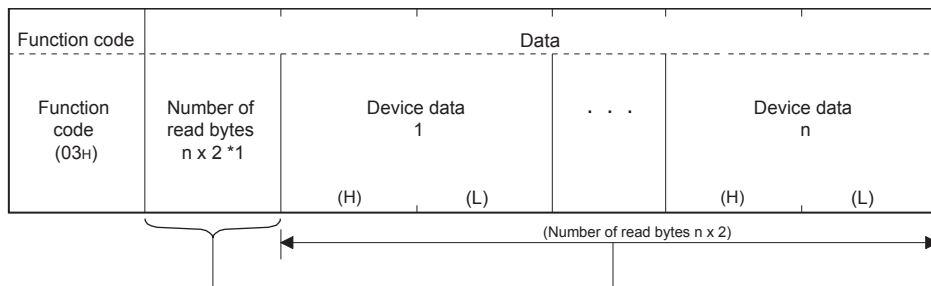 Function code
Data
Function
code
(03H)
Number of
read bytes
n x 2 *1
Device data
1
(H)
(L)
. . .
Device data
n
(H)
(L)
(Number of read bytes n x 2)